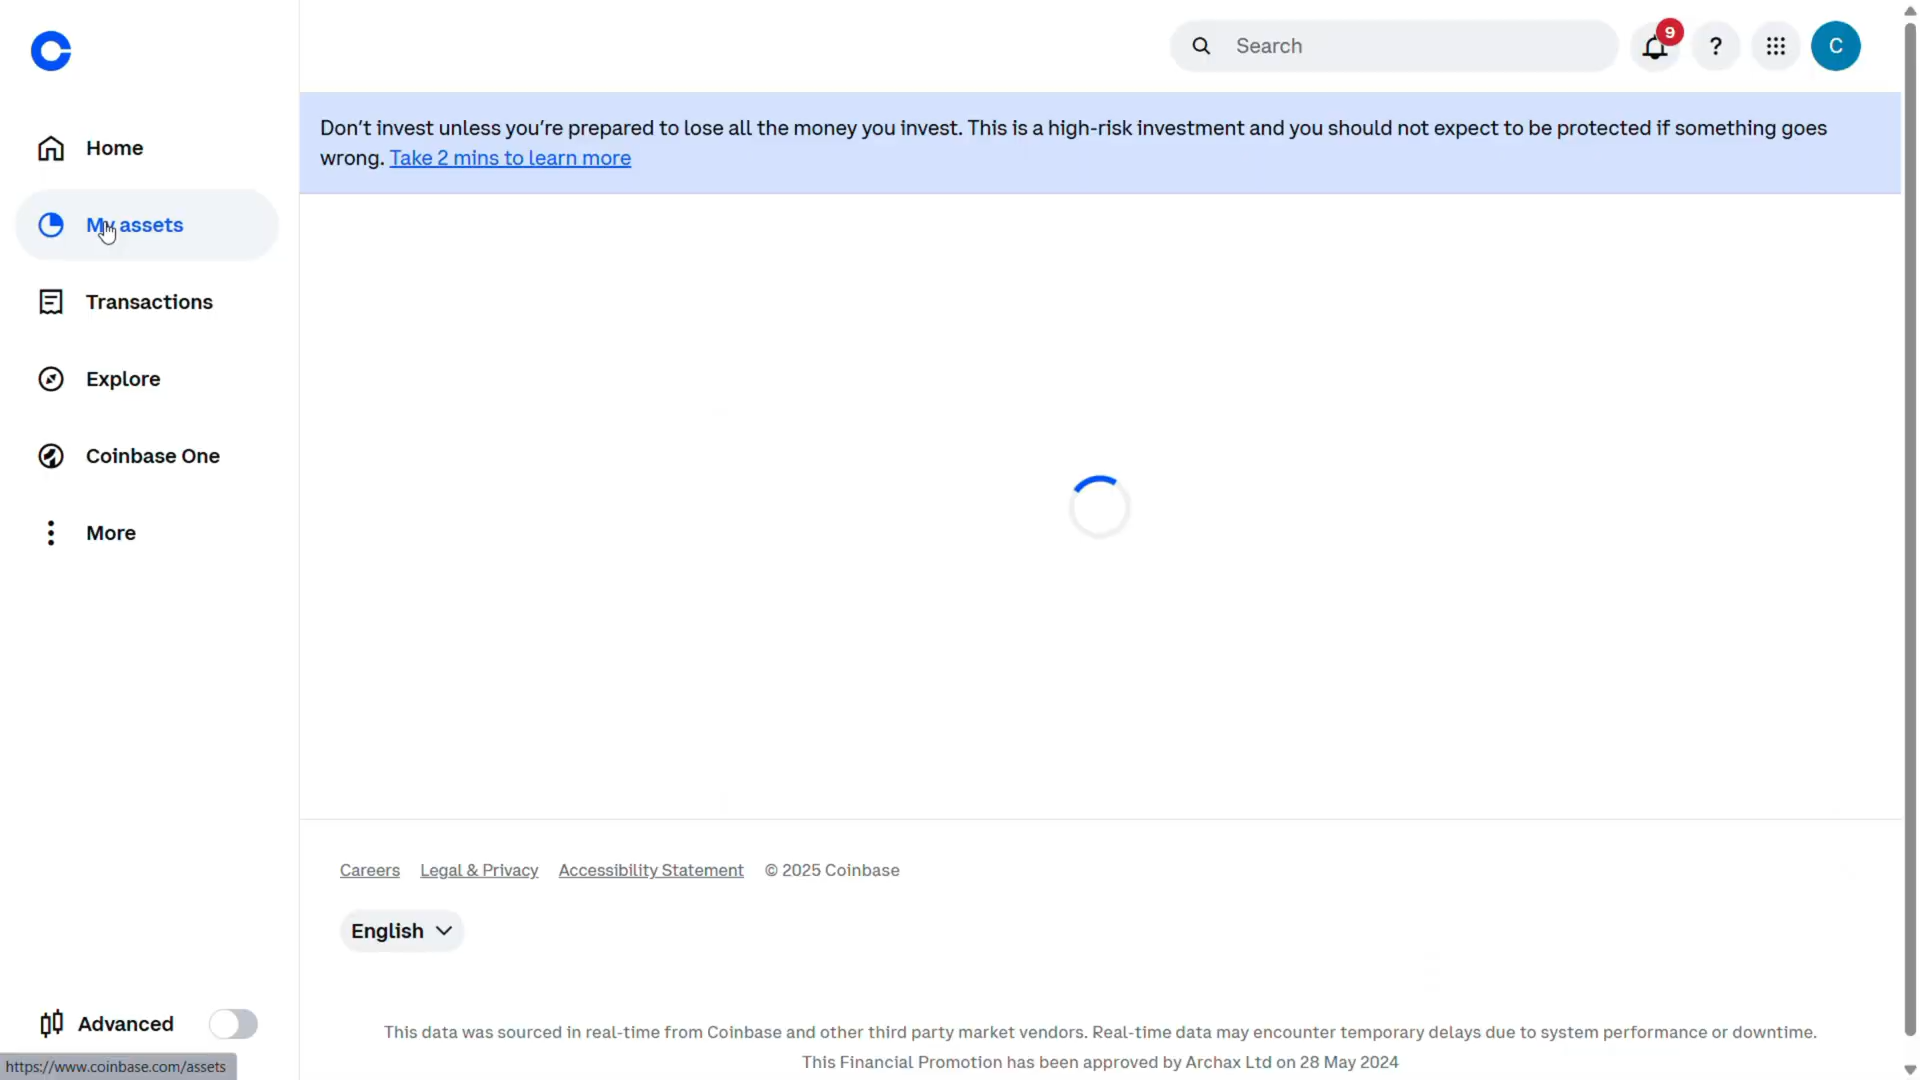 Search
9
?
C
Don't invest unless you're prepared to lose all the money you invest. This is a high-risk investment and you should not expect to be protected if something goes
wrong. Take 2 mins to learn more
Home
My assets
Transactions
Explore
Coinbase One
More
Careers Legal & Privacy Accessibility Statement © 2025 Coinbase
English
Advanced
This data was sourced in real-time from Coinbase and other third party market vendors. Real-time data may encounter temporary delays due to system performance or downtime.
This Financial Promotion has been approved by Archax Ltd on 28 May 2024
https://www.coinbase.com/assets